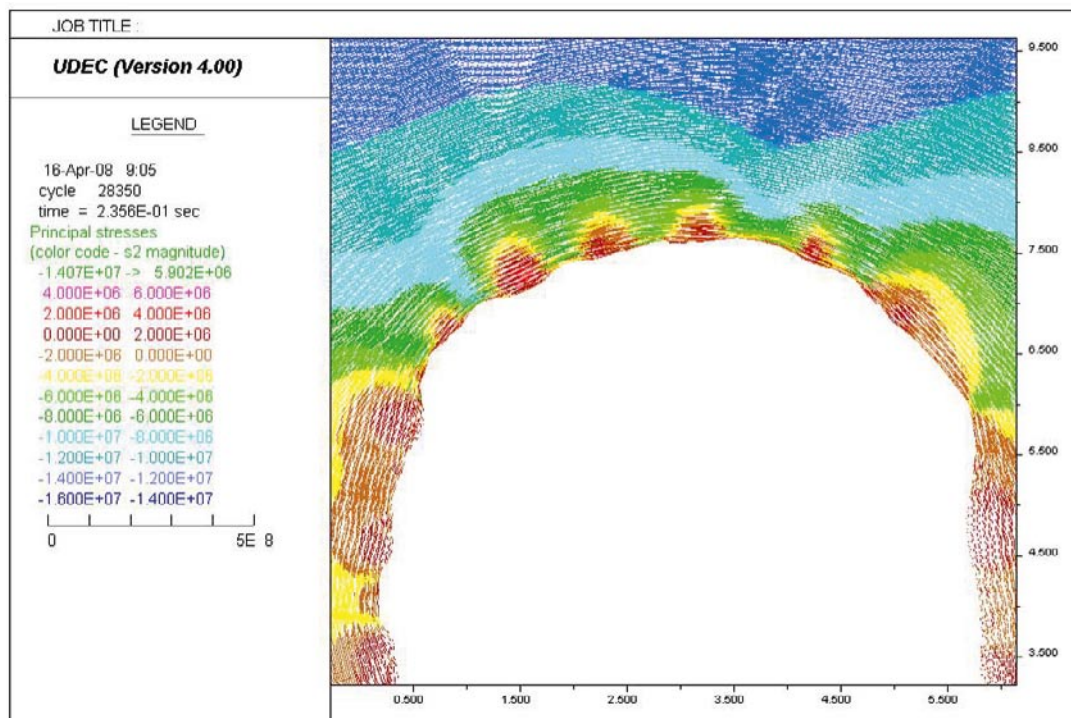 JOB TITLE :
UDEC (Version 4.00)
LEGEND
16-Apr-08 9:05
cycle 28350
time = 2.356E-01 sec
Principal stresses
(color code - s2 magnitude)
-1.407E+07 -> 5.902E+06
4.000E+06 6.000E+06
2.000E+06 4.000E+06
0.000E+00 2.000E+06
-2.000E+06 0.000E+00
-4.000E+06 -2.000E+06
-6.000E+06 -4.000E+06
-8.000E+06 -6.000E+06
-1.000E+07 -8.000E+06
-1.200E+07 -1.000E+07
-1.400E+07 -1.200E+07
-1.600E+07 -1.400E+07
0 5E 8
9.500
8.500
7.500
6.500
5.500
4.500
3.500
0.500 1.500 2.500 3.500 4.500 5.500